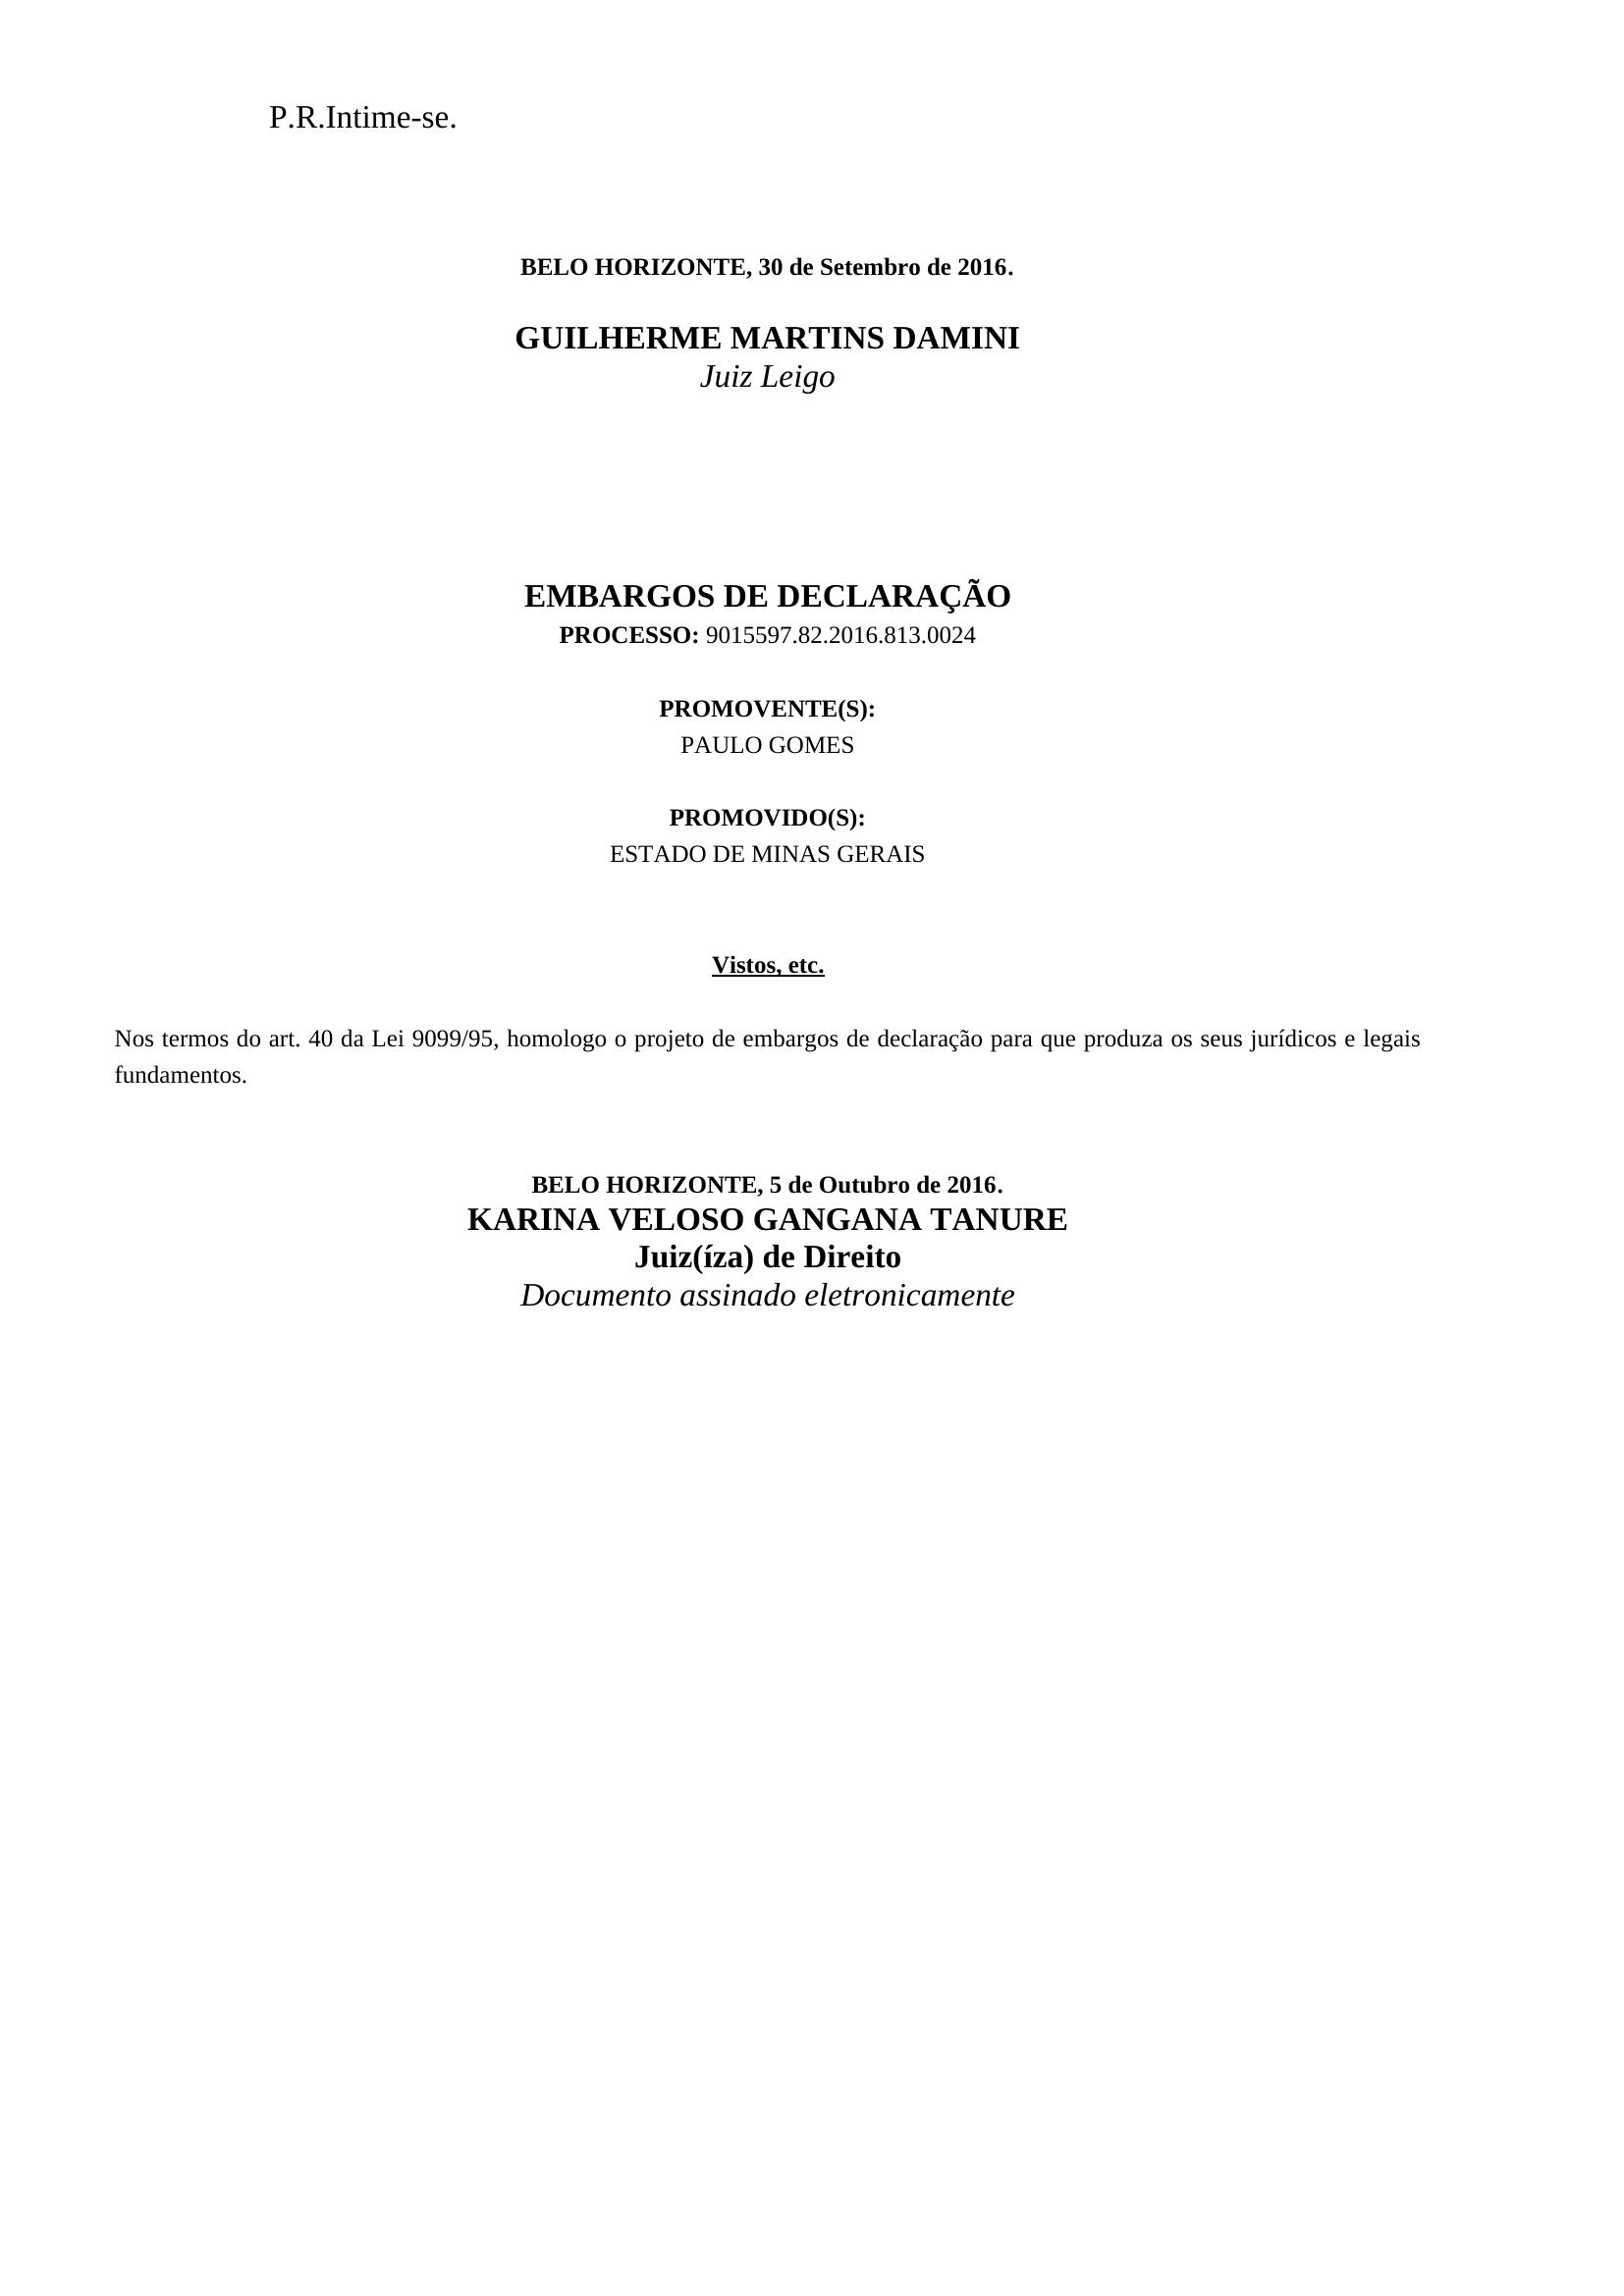 P.R.Intime-se.
BELO HORIZONTE, 30 de Setembro de 2016.
GUILHERME MARTINS DAMINI
Juiz Leigo
EMBARGOS DE DECLARAÇÃO
PROCESSO: 9015597.82.2016.813.0024
PROMOVENTE(S):
PAULO GOMES
PROMOVIDO(S):
ESTADO DE MINAS GERAIS
Vistos, etc.
Nos termos do art. 40 da Lei 9099/95, homologo o projeto de embargos de declaração para que produza os seus jurídicos e legais
fundamentos.
BELO HORIZONTE, 5 de Outubro de 2016.
KARINA VELOSO GANGANA TANURE
Juiz(íza) de Direito
Documento assinado eletronicamente